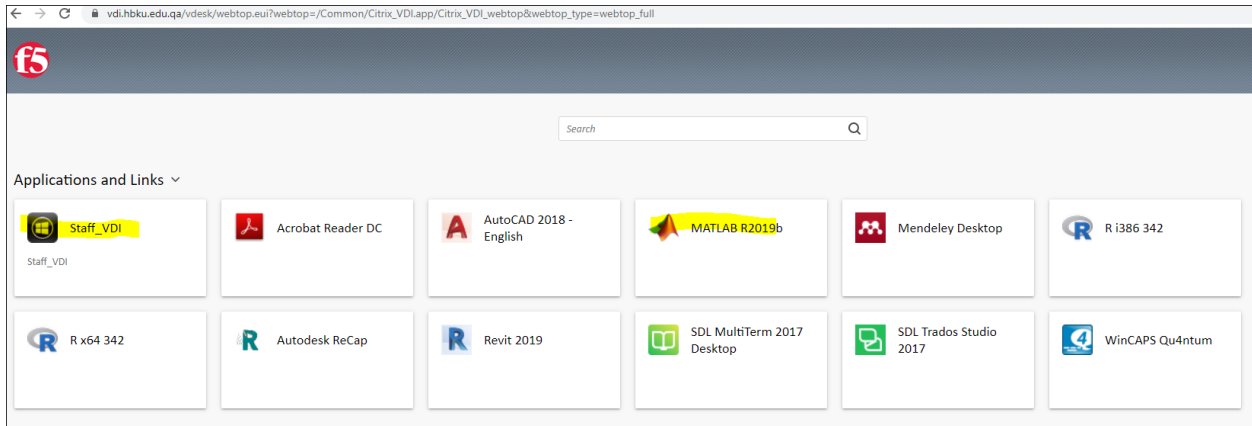 vdi.hbku.edu.qa/vdesk/webtop.eui?webtop=/Common/Citrix_VDI.app/Citrix_VDI_webtop&webtop_type=webtop_full
f5
Search
Applications and Links
Staff_VDI
Staff_VDI
Acrobat Reader DC
AutoCAD 2018 -
English
MATLAB R2019b
Mendeley Desktop
R i386 342
R x64 342
Autodesk ReCap
Revit 2019
SDL MultiTerm 2017
Desktop
SDL Trados Studio
2017
WinCAPS Qu4ntum